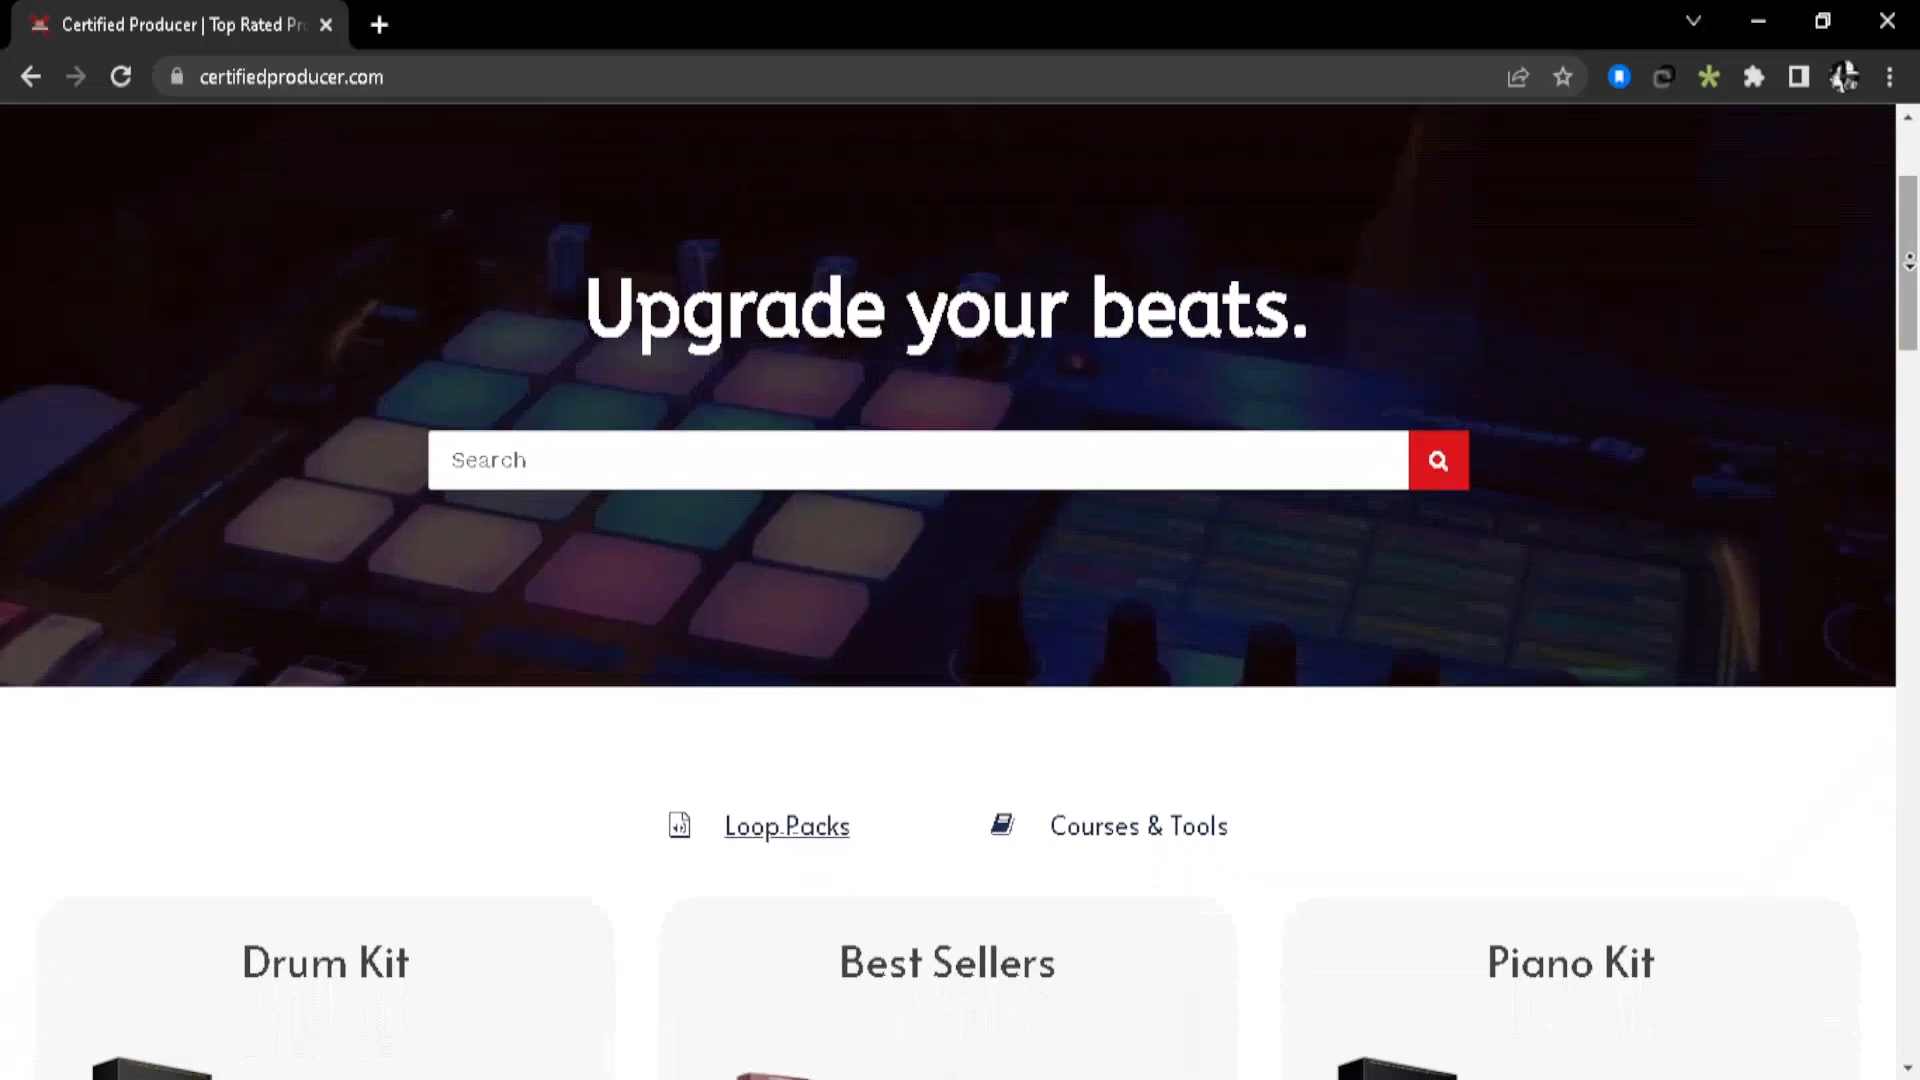 Certified Producer | Top Rated Pr
certifiedproducer.com
Upgrade your beats.
Search
Loop Packs
Courses & Tools
Drum Kit
Best Sellers
Piano Kit